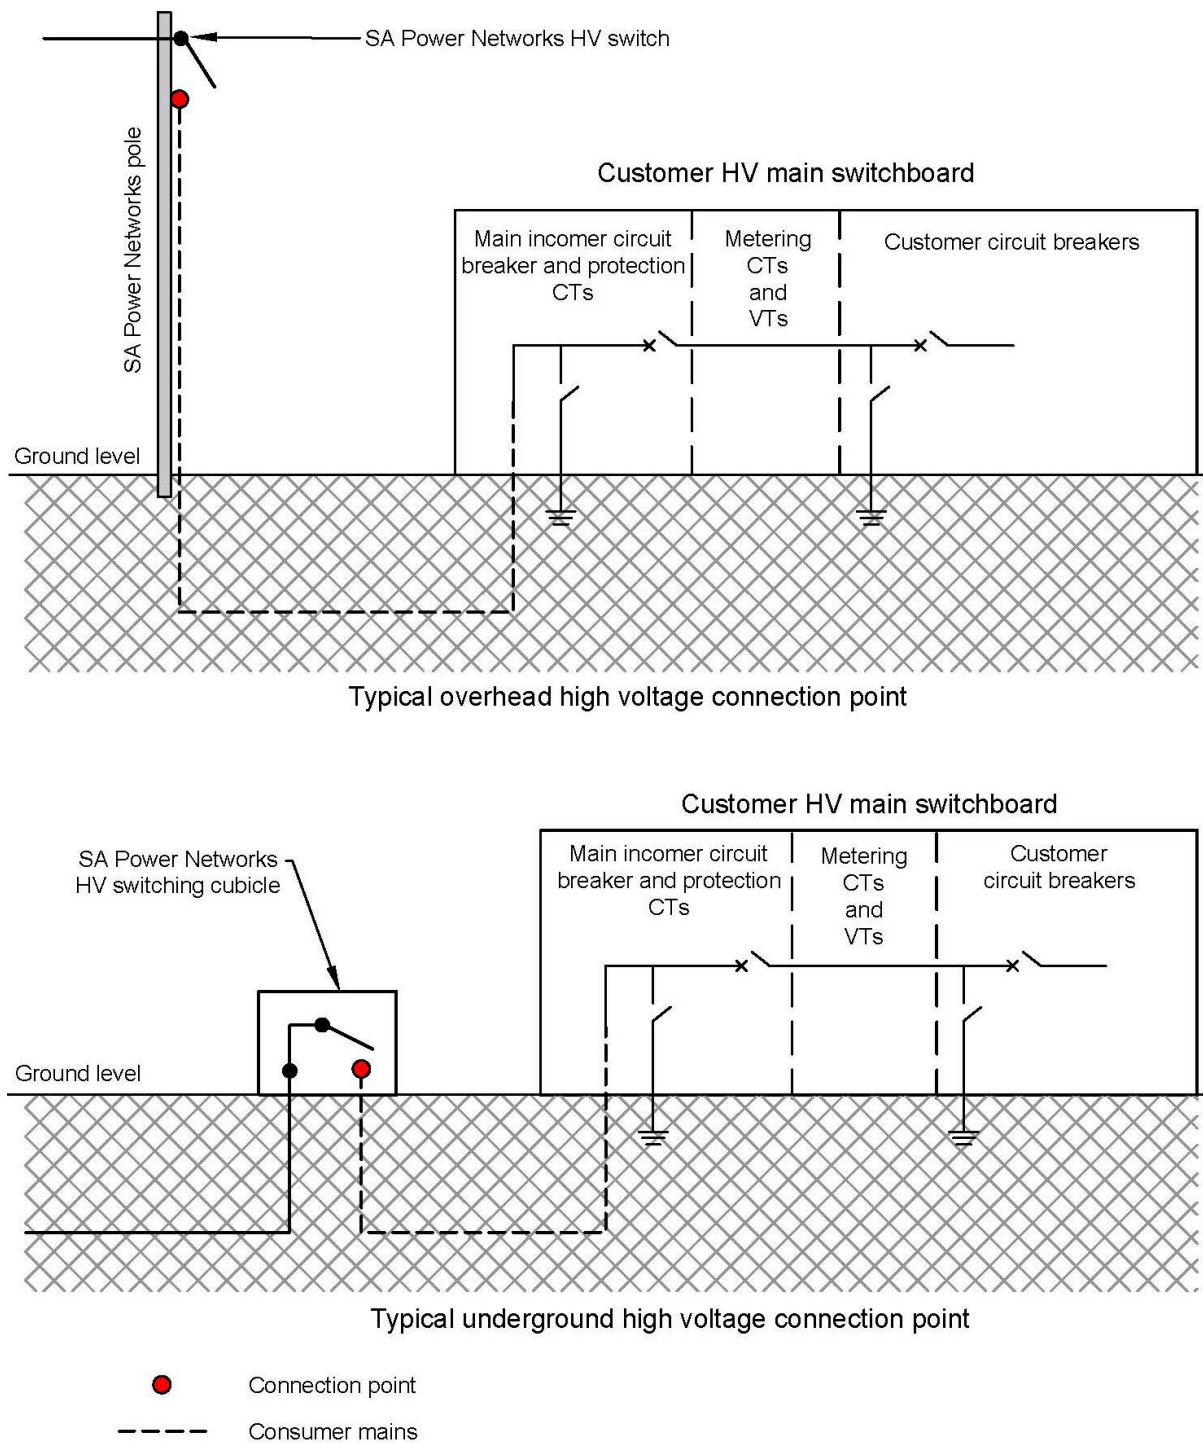 SA Power Networks HV switch
SA Power Networks pole
Customer HV main switchboard
Main incomer circuit
breaker and protection
CTs
Metering
CTs
and
VTs
Customer circuit breakers
Ground level
Typical overhead high voltage connection point
Customer HV main switchboard
SA Power Networks
HV switching cubicle
Main incomer circuit
breaker and protection
CTs
Metering
CTs
and
VTs
Customer
circuit breakers
Ground level
Typical underground high voltage connection point
Connection point
Consumer mains